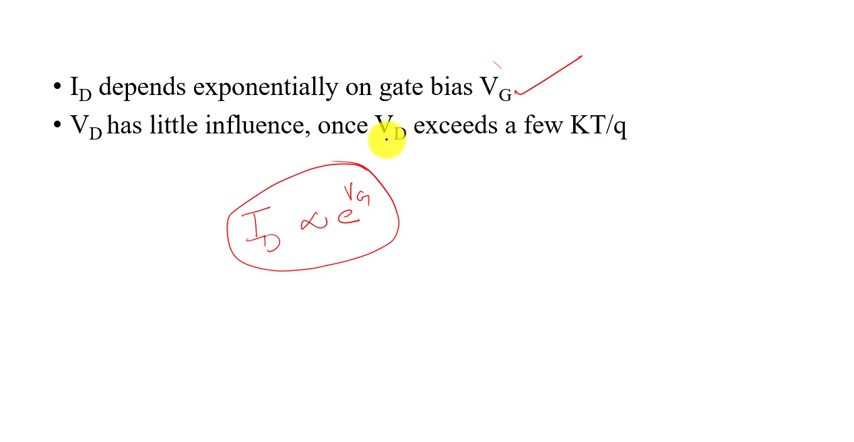 • I_D depends exponentially on gate bias V_G
• V_D has little influence, once V_D exceeds a few KT/q
I_D ∝ e^{V_G}